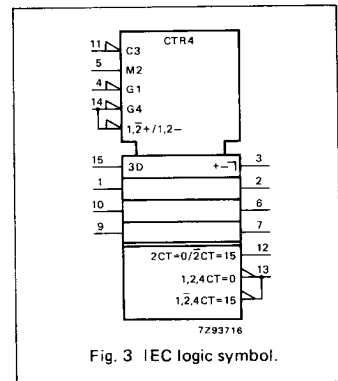 CTR4
11 C3
5 M2
4 G1
14 G4
1,2̅+/1,2−
15 3D +− 3
1 2
10 6
9 7
2CT=0/2̅CT=15 12
1,2,4CT=0 13
1,2̅,4CT=15
7Z93716
Fig. 3 IEC logic symbol.